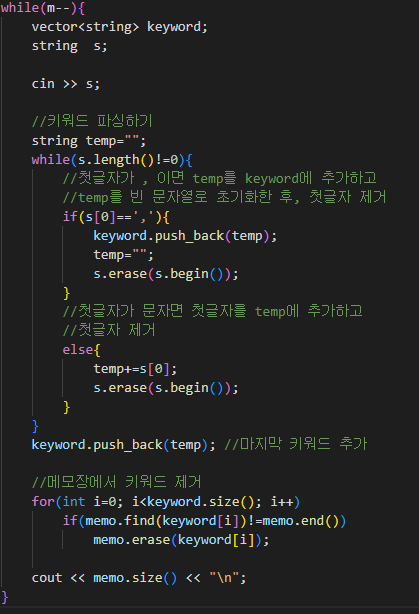 while(m--){
    vector<string> keyword;
    string  s;

    cin >> s;

    //키워드 파싱하기
    string temp="";
    while(s.length()!=0){
        //첫글자가 , 이면 temp를 keyword에 추가하고
        //temp를 빈 문자열로 초기화한 후, 첫글자 제거
        if(s[0]==','){
            keyword.push_back(temp);
            temp="";
            s.erase(s.begin());
        }
        //첫글자가 문자면 첫글자를 temp에 추가하고
        //첫글자 제거
        else{
            temp+=s[0];
            s.erase(s.begin());
        }
    }
    keyword.push_back(temp); //마지막 키워드 추가

    //메모장에서 키워드 제거
    for(int i=0; i<keyword.size(); i++)
        if(memo.find(keyword[i])!=memo.end())
            memo.erase(keyword[i]);

    cout << memo.size() << "\n";
}